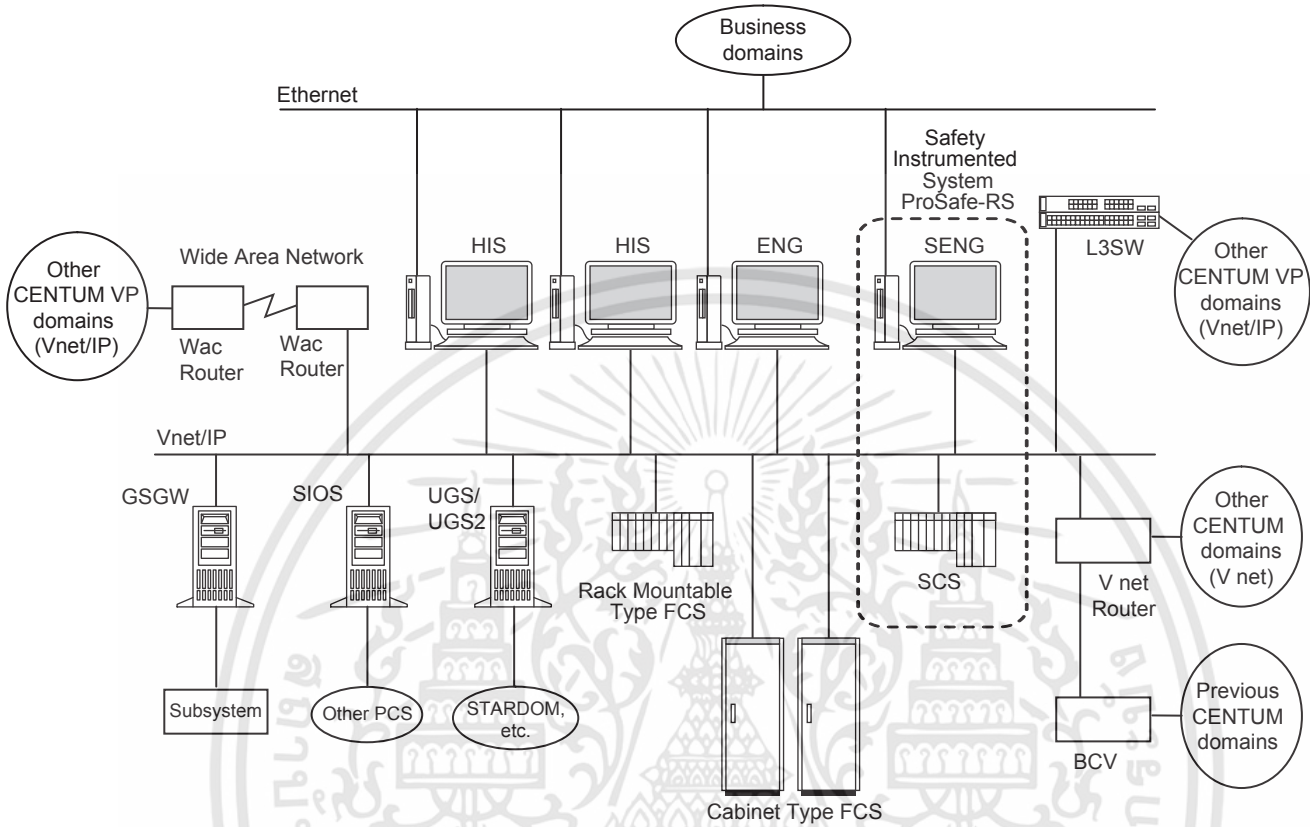 Business
domains
Ethernet
Safety
Instrumented
System
ProSafe-RS
HIS
HIS
ENG
SENG
L3SW
Other
CENTUM VP
domains
(Vnet/IP)
Wide Area Network
Wac
Router
Wac
Router
Other
CENTUM VP
domains
(Vnet/IP)
Vnet/IP
GSGW
SIOS
UGS/
UGS2
Rack Mountable
Type FCS
SCS
V net
Router
Other
CENTUM
domains
(V net)
Subsystem
Other PCS
STARDOM,
etc.
Cabinet Type FCS
BCV
Previous
CENTUM
domains